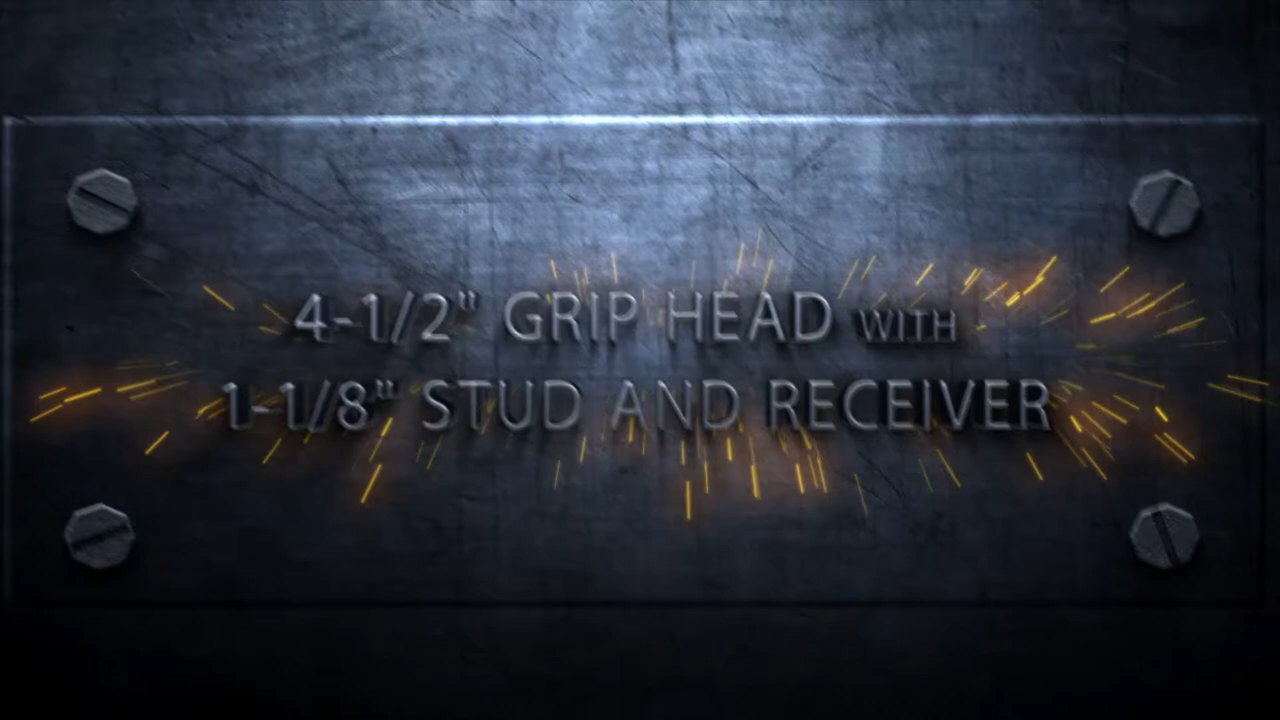 4-1/2" GRIP HEAD WITH
1-1/8" STUD AND RECEIVER